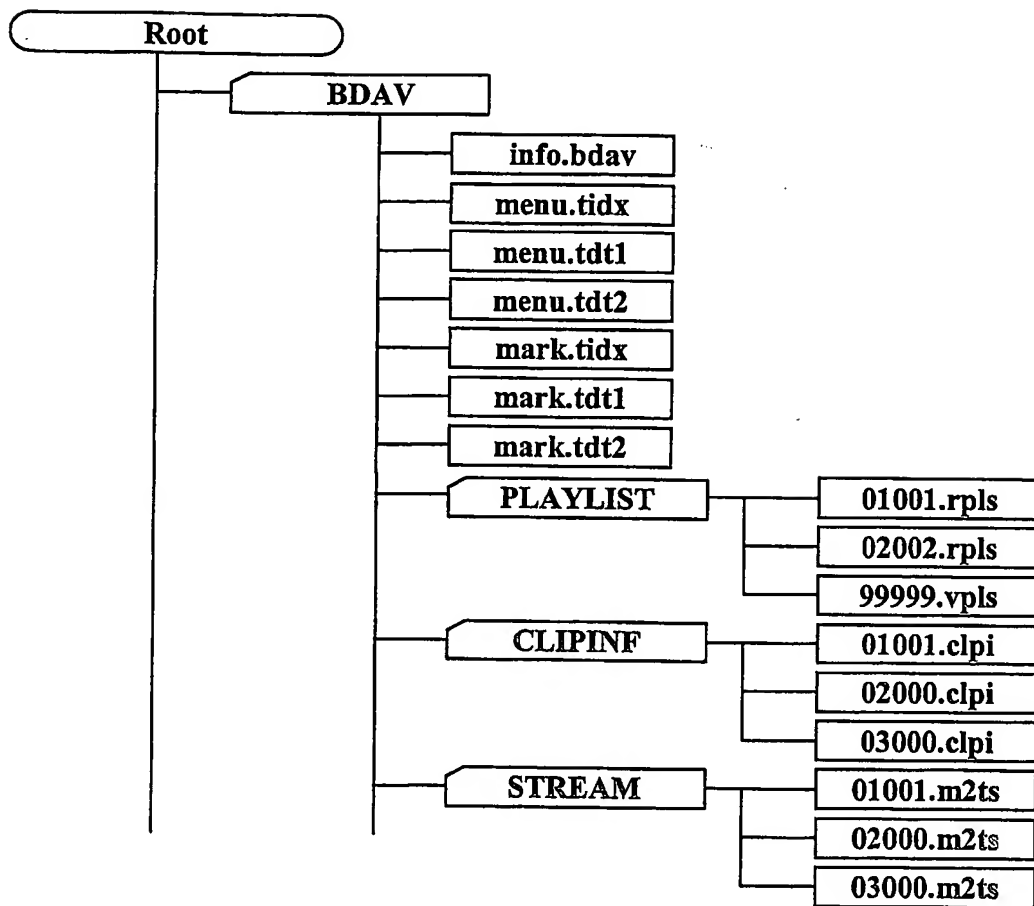 Root
BDAV
info.bdav
menu.tidx
menu.tdt1
menu.tdt2
mark.tidx
mark.tdt1
mark.tdt2
PLAYLIST
01001.rpls
02002.rpls
99999.vpls
CLIPINF
01001.clpi
02000.clpi
03000.clpi
STREAM
01001.m2ts
02000.m2ts
03000.m2ts